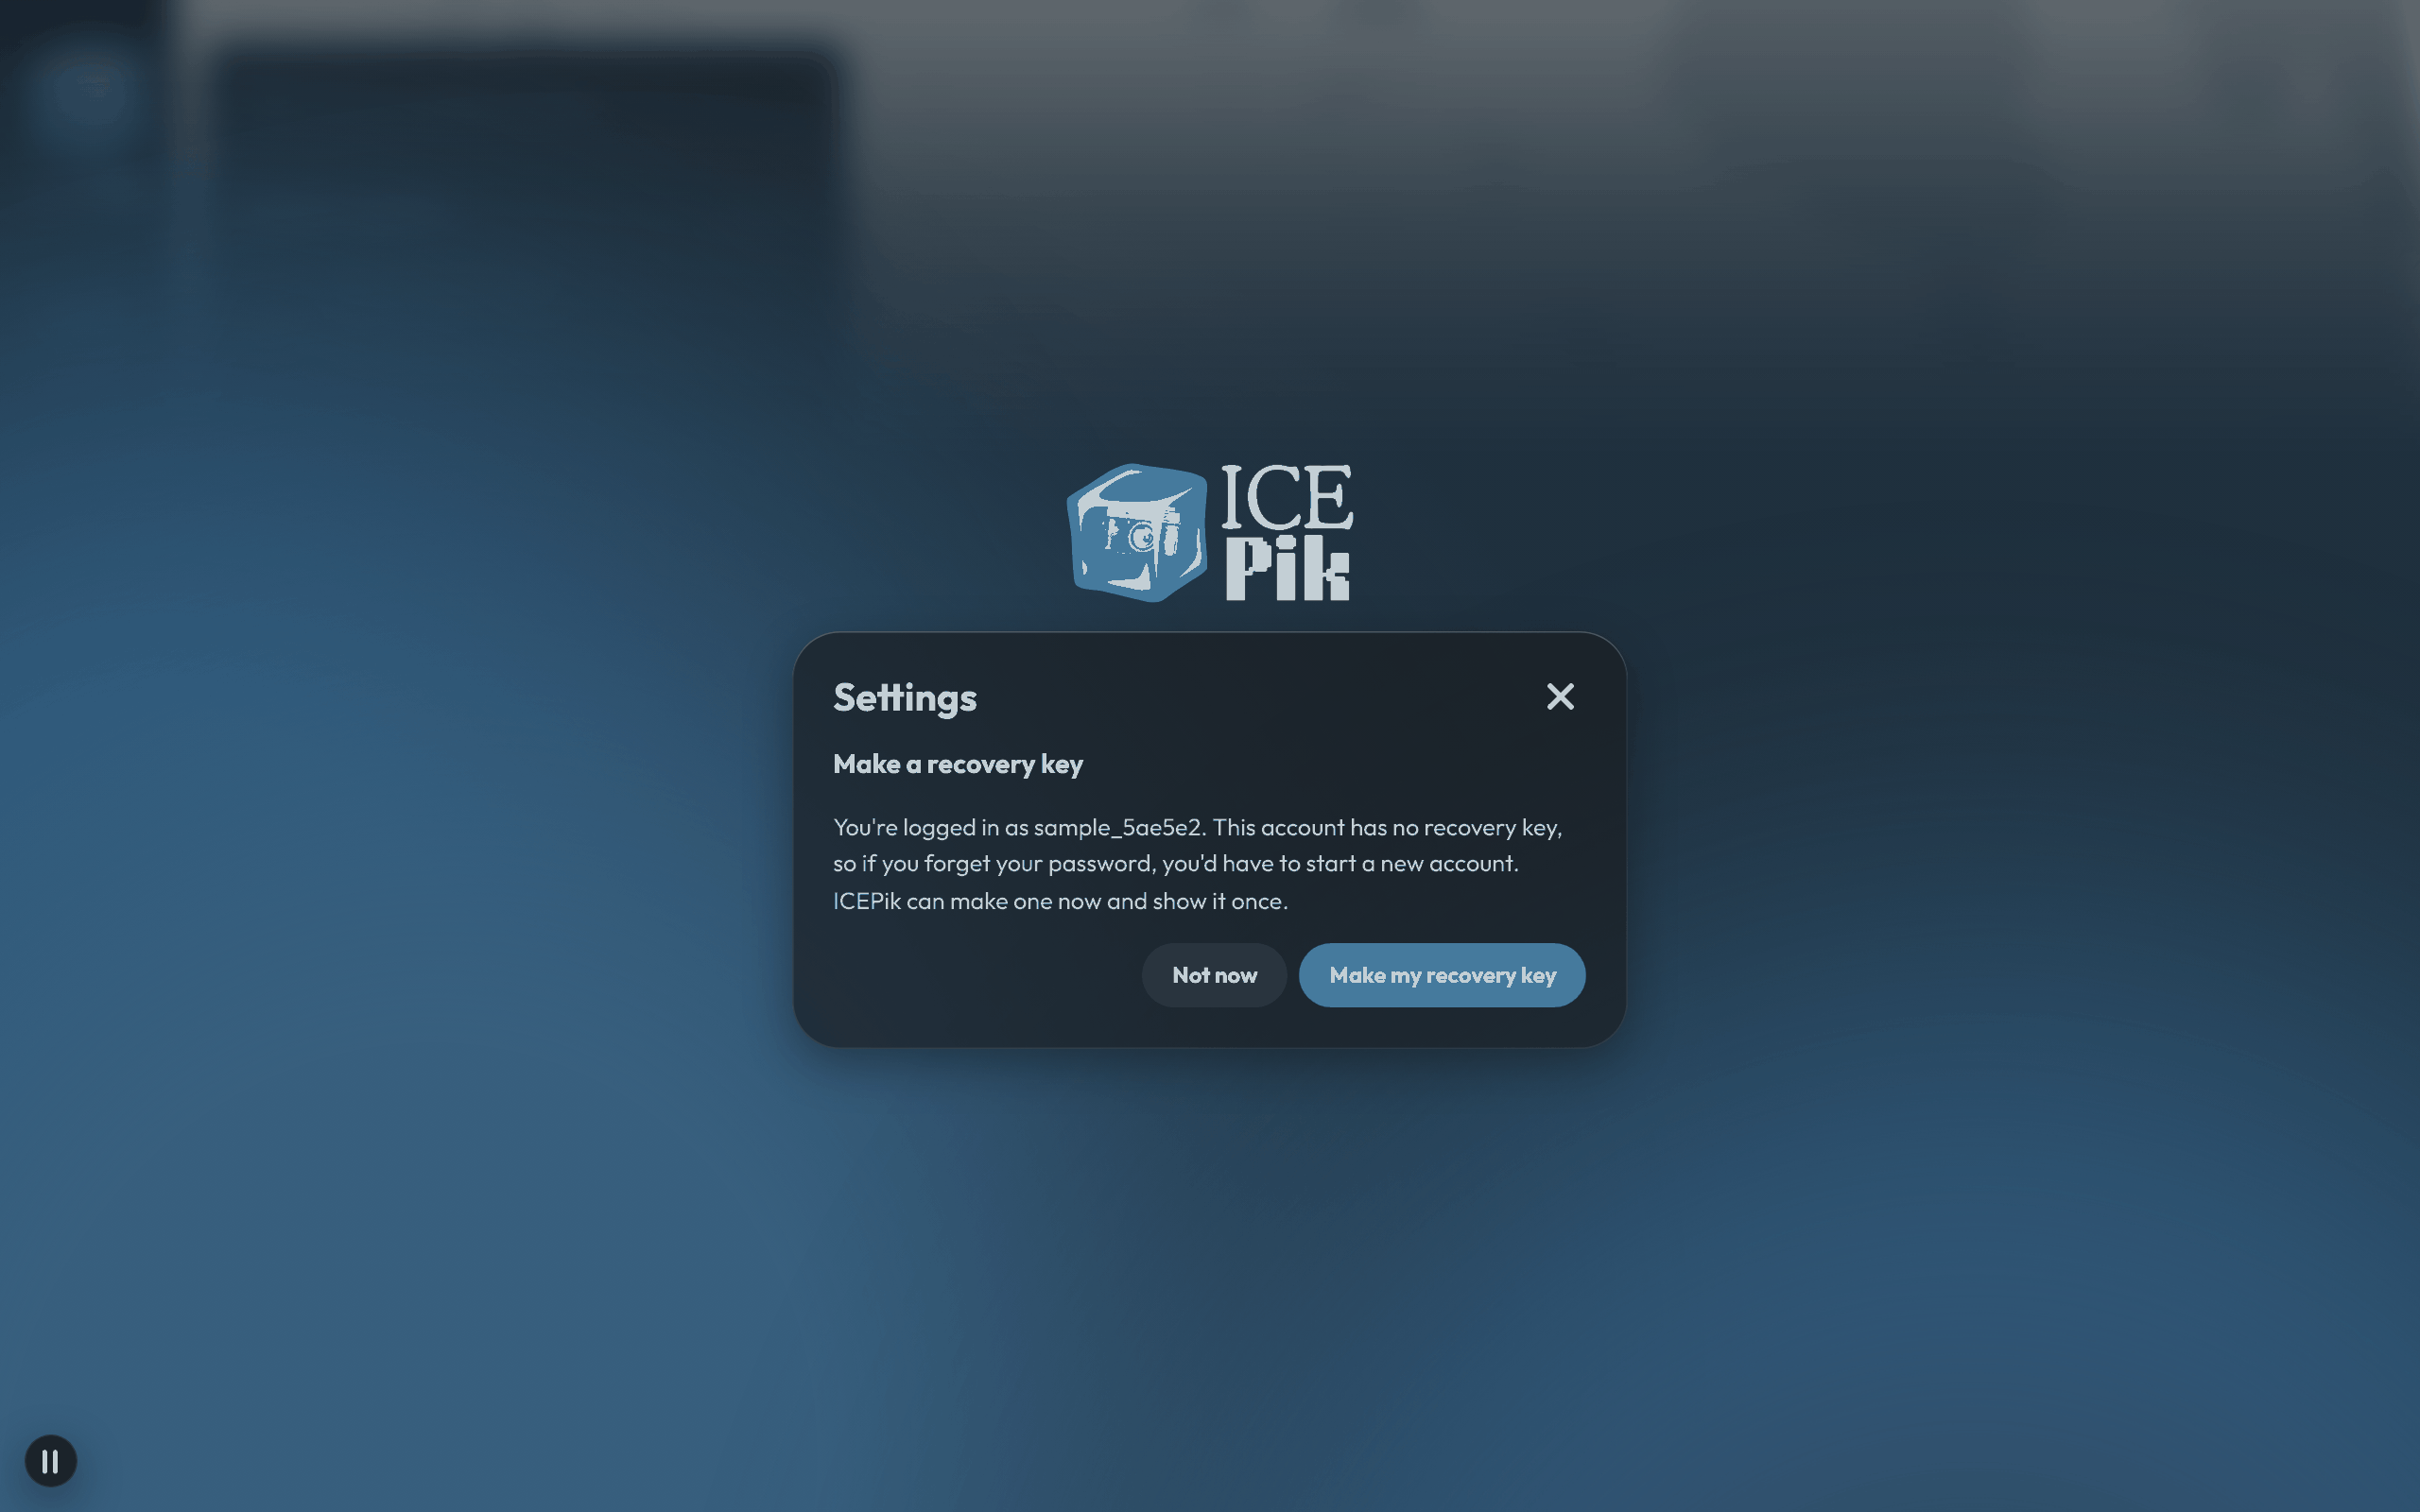 ICE
Pik
Settings
Make a recovery key
You're logged in as sample_5ae5e2. This account has no recovery key,
so if you forget your password, you'd have to start a new account.
ICEPik can make one now and show it once.
Not now
Make my recovery key